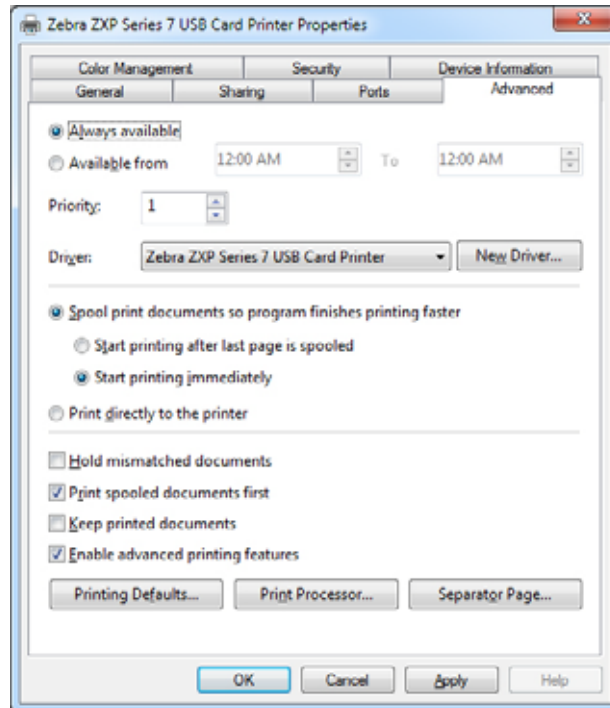 Zebra ZXP Series 7 USB Card Printer Properties
Color Management Security Device Information
General Sharing Ports Advanced
Always available
Available from 12:00 AM To 12:00 AM
Priority: 1
Driver: Zebra ZXP Series 7 USB Card Printer New Driver...
Spool print documents so program finishes printing faster
Start printing after last page is spooled
Start printing immediately
Print directly to the printer
Hold mismatched documents
Print spooled documents first
Keep printed documents
Enable advanced printing features
Printing Defaults... Print Processor... Separator Page...
OK Cancel Apply Help